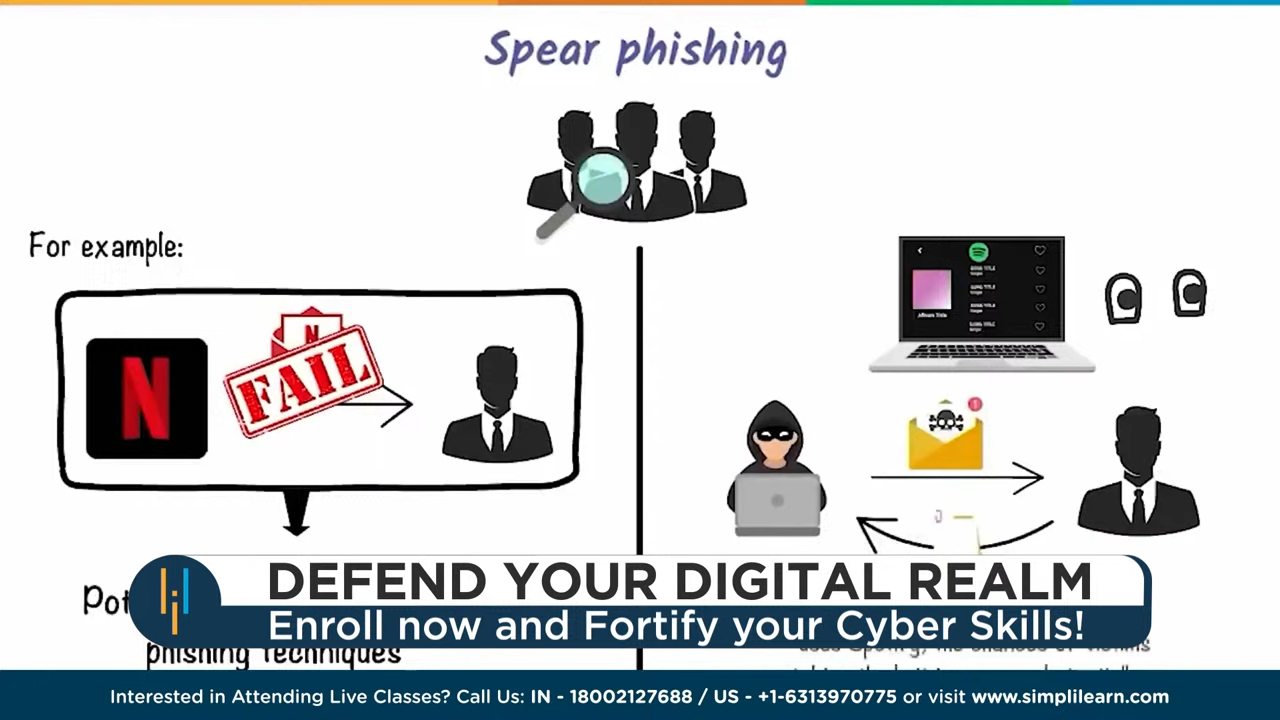 Spear phishing
For example:
N
N
FAIL
1
DEFEND YOUR DIGITAL REALM
Enroll now and Fortify your Cyber Skills!
phishing techniques
Interested in Attending Live Classes? Call Us: IN - 18002127688 / US - +1-6313970775 or visit www.simplilearn.com